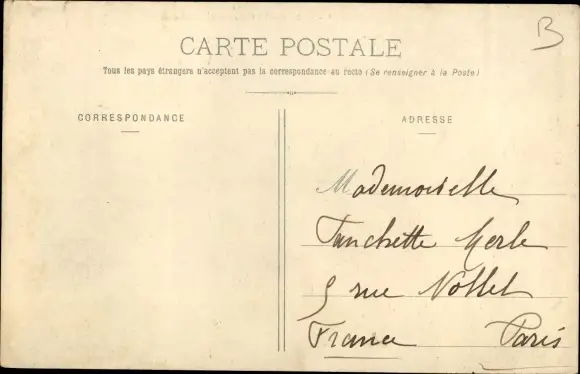 B
CARTE POSTALE
Tous les pays étrangers n'acceptent pas la correspondance au recto (Se renseigner à la Poste)
CORRESPONDANCE
ADRESSE
Mademoiselle
Fanchette Merle
5 rue Nollet
France Paris